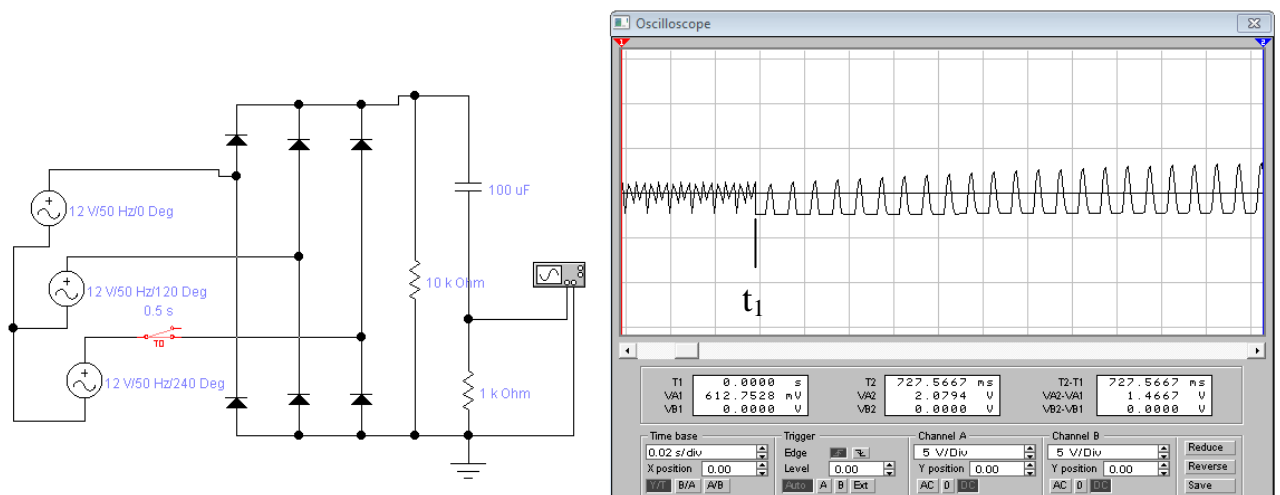 12 V/50 Hz/0 Deg
12 V/50 Hz/120 Deg
0.5 s
TD
12 V/50 Hz/240 Deg
100 uF
10 k Ohm
1 k Ohm
Oscilloscope
1
2
t1
T1 0.0000 s
VA1 612.7528 mV
VB1 0.0000 V
T2 727.5667 ms
VA2 2.0794 V
VB2 0.0000 V
T2-T1 727.5667 ms
VA2-VA1 1.4667 V
VB2-VB1 0.0000 V
Time base
0.02 s/div
X position 0.00
Y/T B/A A/B
Trigger
Edge
Level 0.00
Auto A B Ext
Channel A
5 V/Div
Y position 0.00
AC 0 DC
Channel B
5 V/Div
Y position 0.00
AC 0 DC
Reduce
Reverse
Save